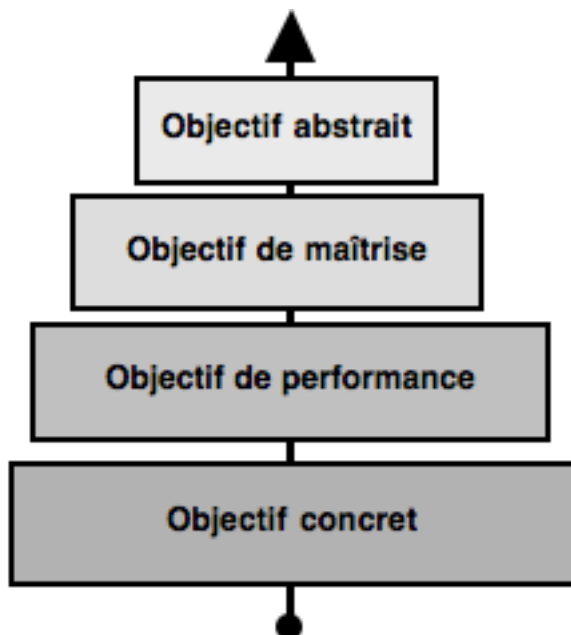 Objectif abstrait
Objectif de maîtrise
Objectif de performance
Objectif concret